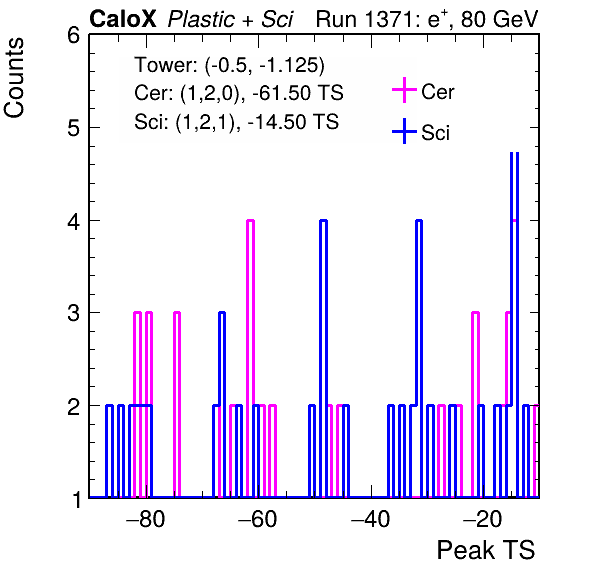 CaloX Plastic + Sci Run 1371: e+, 80 GeV
Counts
Tower: (-0.5, -1.125)
Cer: (1,2,0), -61.50 TS
Sci: (1,2,1), -14.50 TS
Cer
Sci
6
5
4
3
2
1
−80 −60 −40 −20
Peak TS